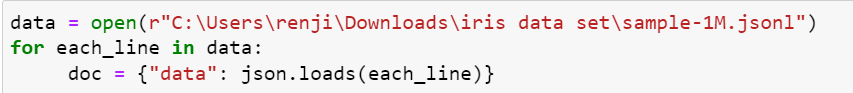 data = open(r"C:\Users\renji\Downloads\iris data set\sample-1M.jsonl")
for each_line in data:
     doc = {"data": json.loads(each_line)}